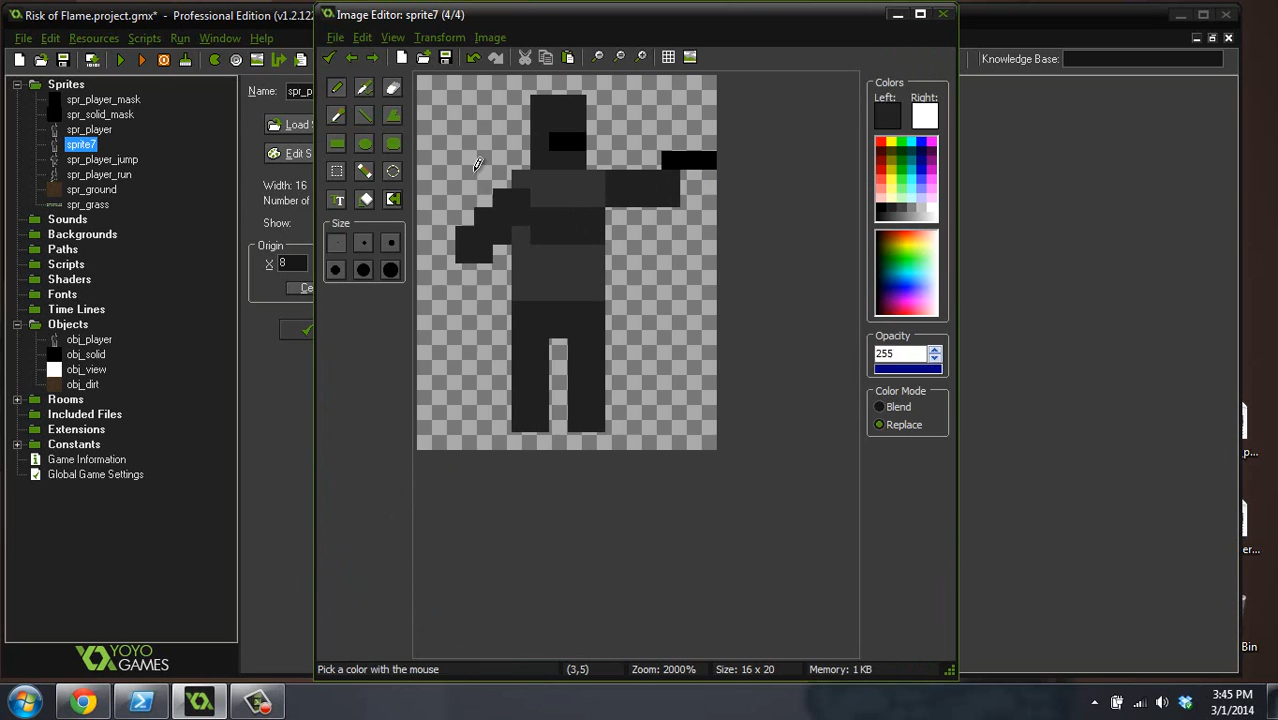 Risk of Flame.project.gmx* - Professional Edition (v1.2.122
File Edit Resources Scripts Run Window Help
Knowledge Base:
Sprites
spr_player_mask
spr_solid_mask
spr_player
sprite7
spr_player_jump
spr_player_run
spr_ground
spr_grass
Sounds
Backgrounds
Paths
Scripts
Shaders
Fonts
Time Lines
Objects
obj_player
obj_solid
obj_view
obj_dirt
Rooms
Included Files
Extensions
Constants
Game Information
Global Game Settings
YOYO
GAMES
Name: spr_p
Load S
Edit S
Width: 16
Number of
Show:
Origin
X 8
Ce
Image Editor: sprite7 (4/4)
File Edit View Transform Image
Size
Colors
Left: Right:
Opacity
255
Color Mode
Blend
Replace
Pick a color with the mouse (3,5) Zoom: 2000% Size: 16 x 20 Memory: 1 KB
_p...
er...
Bin
3:45 PM
3/1/2014